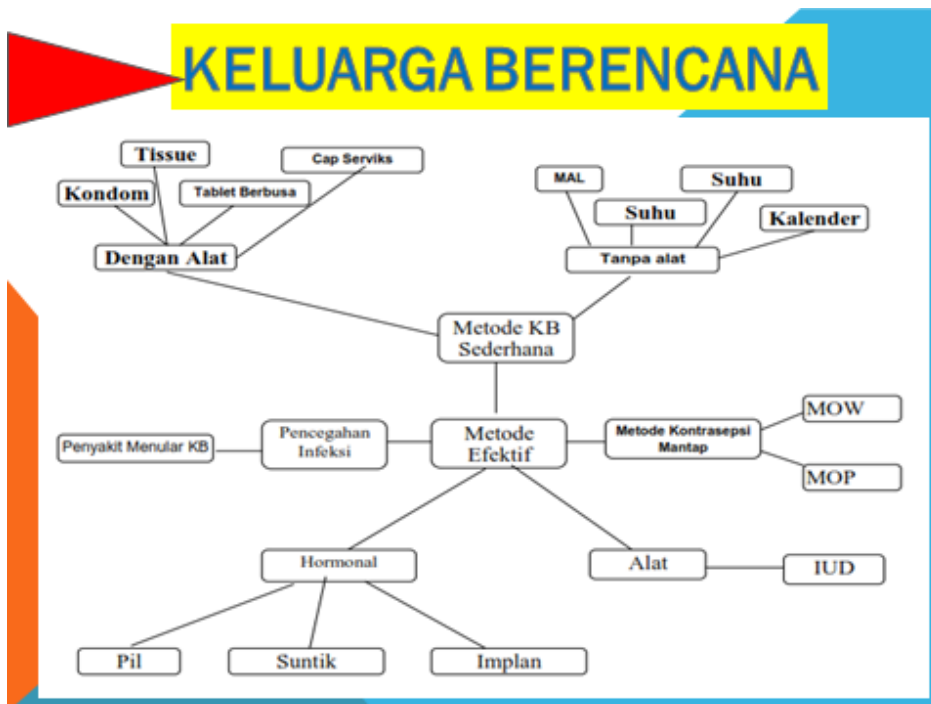 KELUARGA BERENCANA
Tissue
Cap Serviks
Kondom
Tablet Berbusa
Dengan Alat
MAL
Suhu
Suhu
Kalender
Tanpa alat
Metode KB
Sederhana
Penyakit Menular KB
Pencegahan
Infeksi
Metode
Efektif
Metode Kontrasepsi
Mantap
MOW
MOP
Hormonal
Alat
IUD
Pil
Suntik
Implan